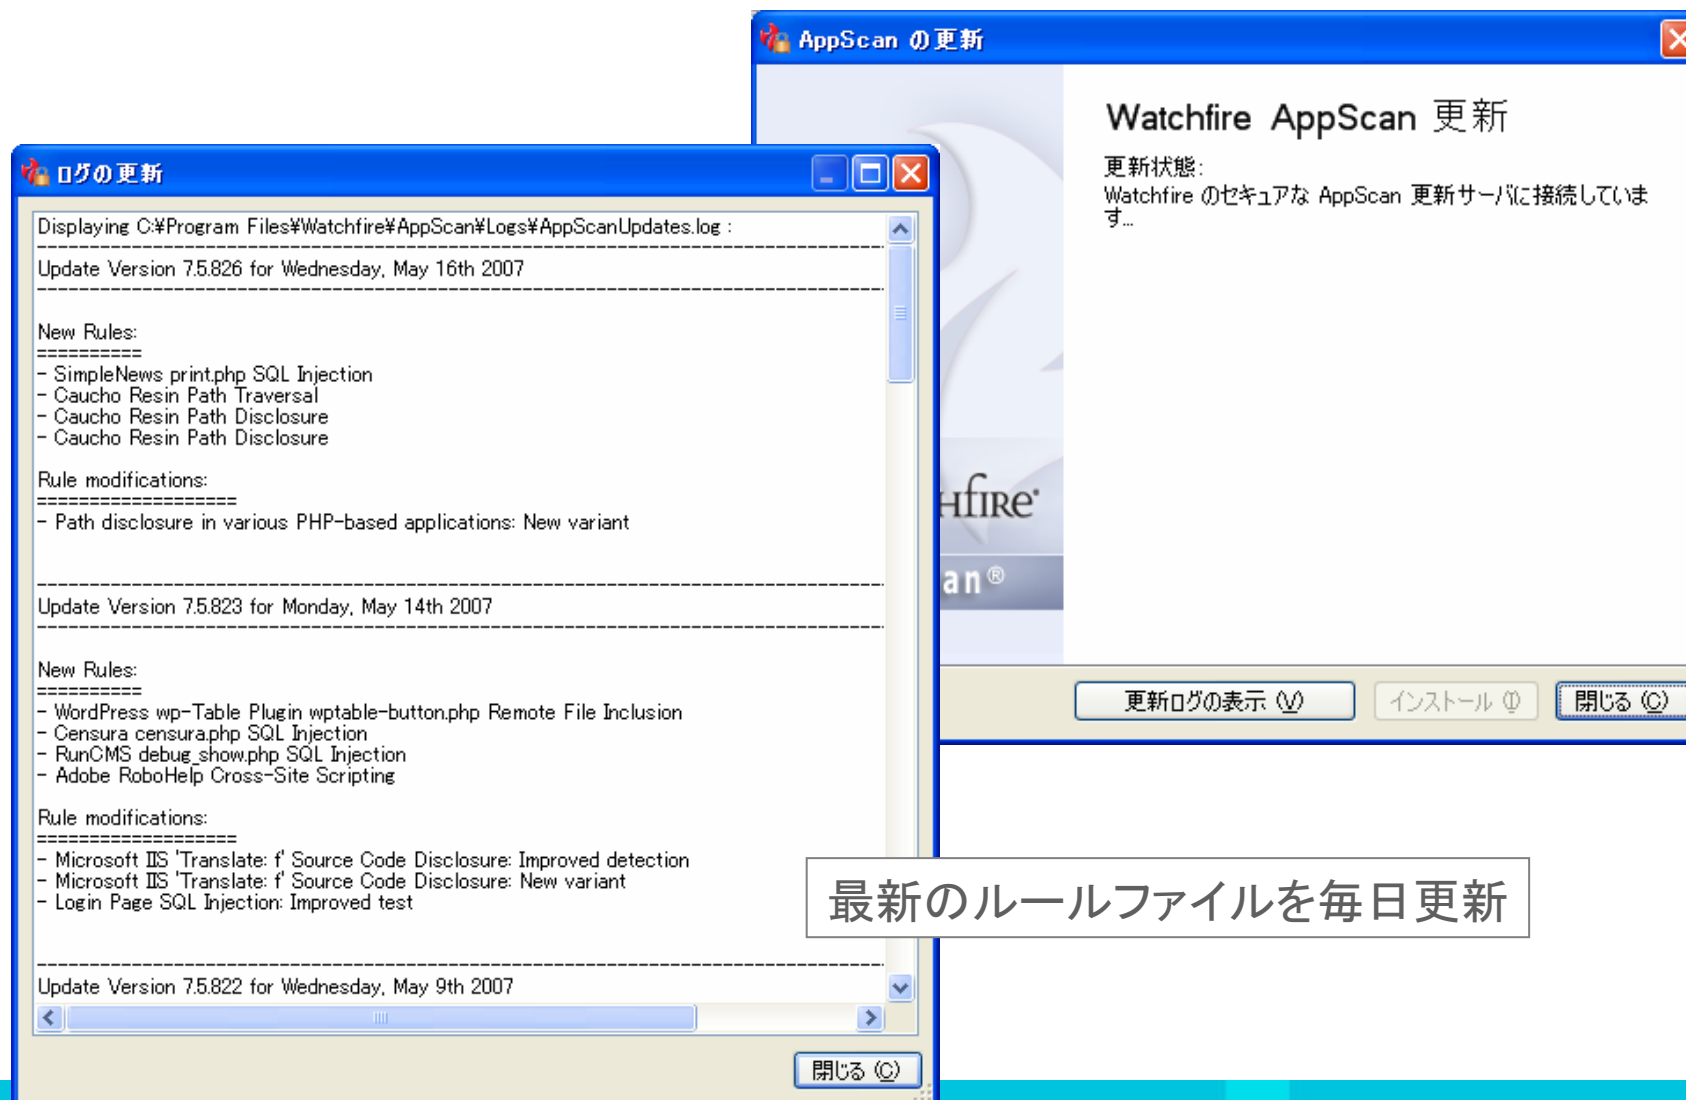 AppScan の更新
Watchfire AppScan 更新
更新状態:
Watchfire のセキュアな AppScan 更新サーバに接続していま
す...
HFIRE
an®
更新ログの表示 (V)
インストール (I)
閉じる (C)
ログの更新
Displaying C:¥Program Files¥Watchfire¥AppScan¥Logs¥AppScanUpdates.log :
Update Version 7.5.826 for Wednesday, May 16th 2007
New Rules:
==========
- SimpleNews print.php SQL Injection
- Caucho Resin Path Traversal
- Caucho Resin Path Disclosure
- Caucho Resin Path Disclosure
Rule modifications:
===================
- Path disclosure in various PHP-based applications: New variant
Update Version 7.5.823 for Monday, May 14th 2007
New Rules:
==========
- WordPress wp-Table Plugin wptable-button.php Remote File Inclusion
- Censura censura.php SQL Injection
- RunCMS debug_show.php SQL Injection
- Adobe RoboHelp Cross-Site Scripting
Rule modifications:
===================
- Microsoft IIS 'Translate: f' Source Code Disclosure: Improved detection
- Microsoft IIS 'Translate: f' Source Code Disclosure: New variant
- Login Page SQL Injection: Improved test
Update Version 7.5.822 for Wednesday, May 9th 2007
閉じる (C)
最新のルールファイルを毎日更新